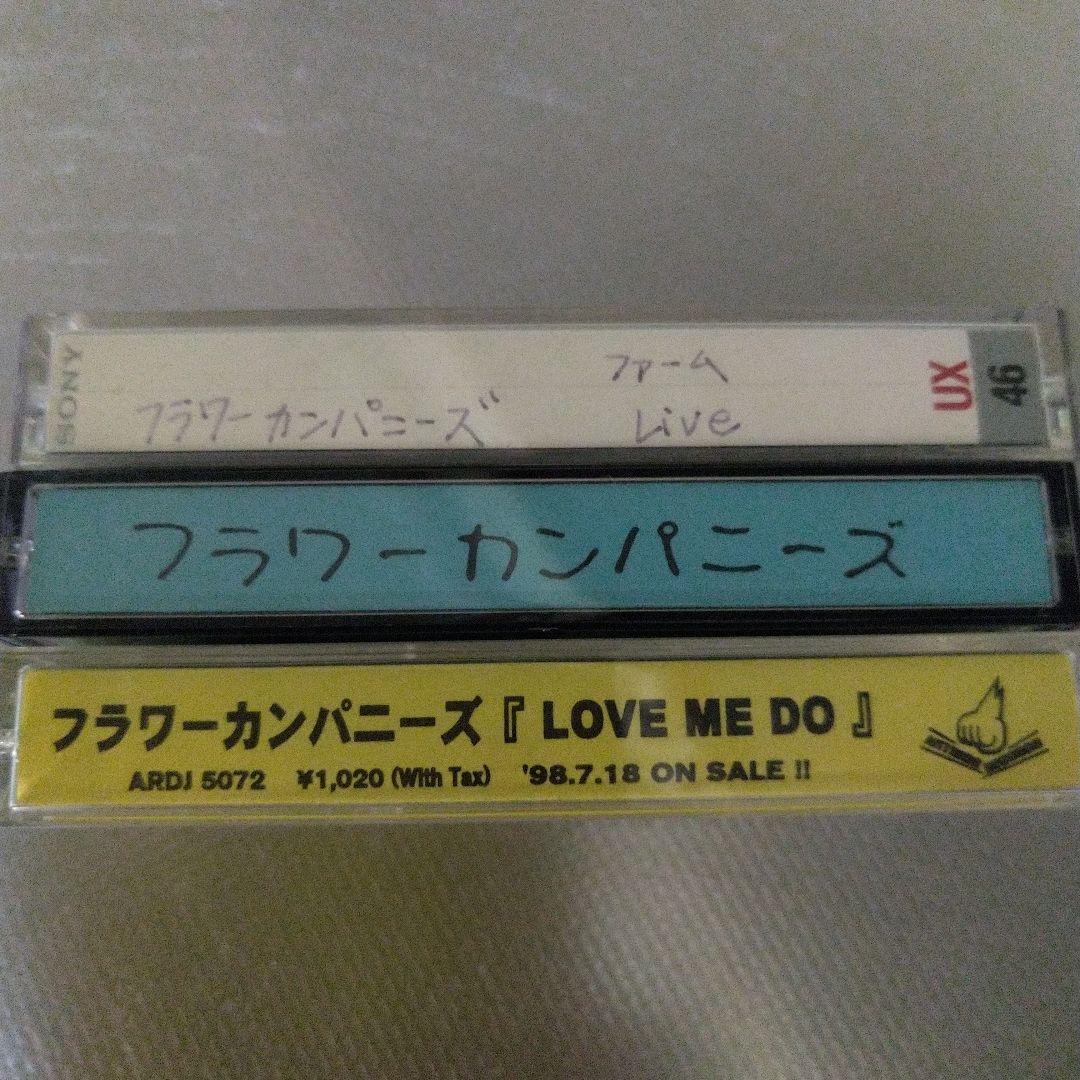 SONY
フラワーカンパニーズ
ファーム
Live
UX
46
フラワーカンパニーズ
フラワーカンパニーズ『 LOVE ME DO 』
ARDJ 5072 ¥1,020 (With Tax) '98.7.18 ON SALE !!